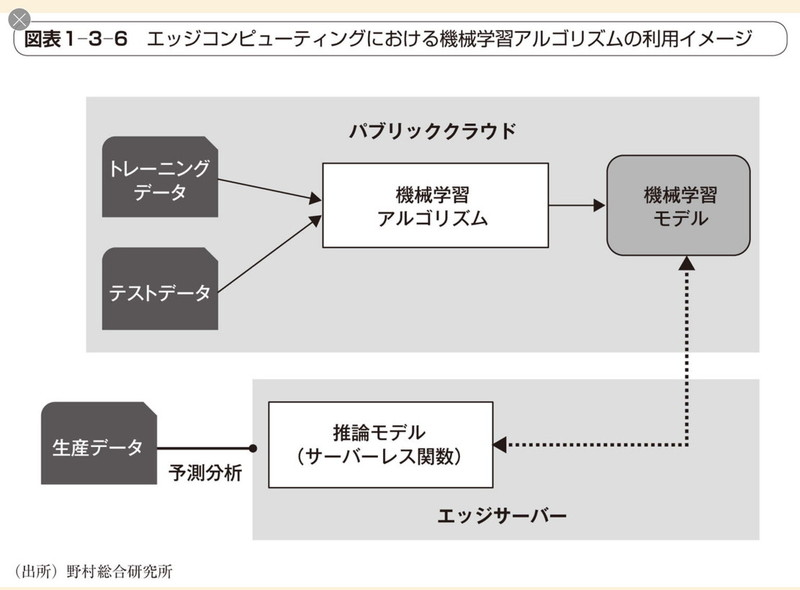 図表1-3-6 エッジコンピューティングにおける機械学習アルゴリズムの利用イメージ
パブリッククラウド
トレーニング
データ
機械学習
アルゴリズム
機械学習
モデル
テストデータ
生産データ
予測分析
推論モデル
(サーバーレス関数)
エッジサーバー
(出所)野村総合研究所